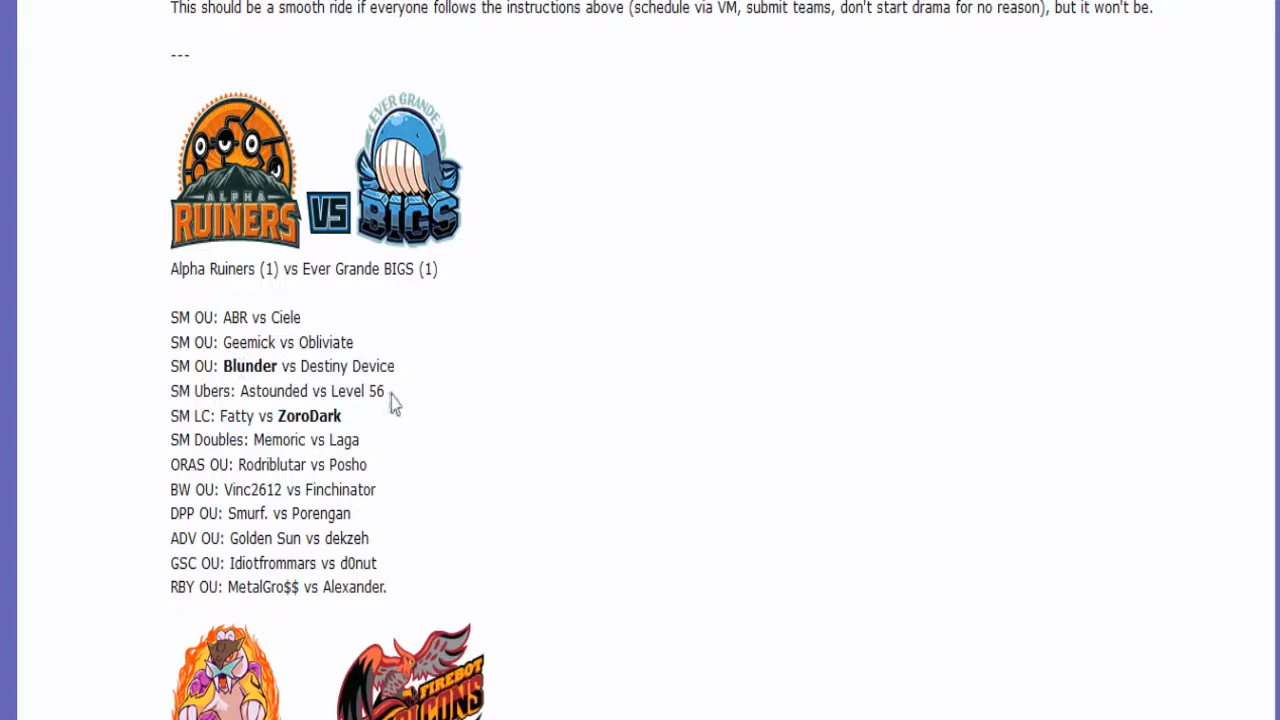 This should be a smooth ride if everyone follows the instructions above (schedule via VM, submit teams, don't start drama for no reason), but it won't be.
---
EVER GRANDE
ALPHA
RUINERS
VS
BIGS
Alpha Ruiners (1) vs Ever Grande BIGS (1)
SM OU: ABR vs Ciele
SM OU: Geemick vs Obliviate
SM OU: Blunder vs Destiny Device
SM Ubers: Astounded vs Level 56
SM LC: Fatty vs ZoroDark
SM Doubles: Memoric vs Laga
ORAS OU: Rodriblutar vs Posho
BW OU: Vinc2612 vs Finchinator
DPP OU: Smurf. vs Porengan
ADV OU: Golden Sun vs dekzeh
GSC OU: Idiotfrommars vs d0nut
RBY OU: MetalGro$$ vs Alexander.
FIREBOT